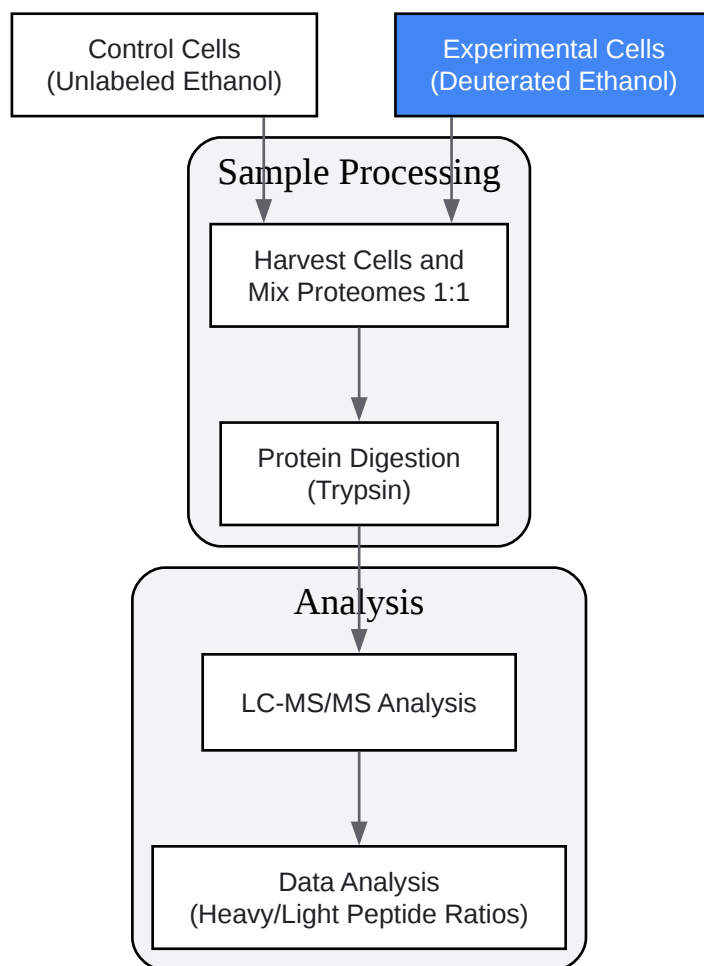 Control Cells
(Unlabeled Ethanol)
Experimental Cells
(Deuterated Ethanol)
Sample Processing
Harvest Cells and
Mix Proteomes 1:1
Protein Digestion
(Trypsin)
Analysis
LC-MS/MS Analysis
Data Analysis
(Heavy/Light Peptide Ratios)